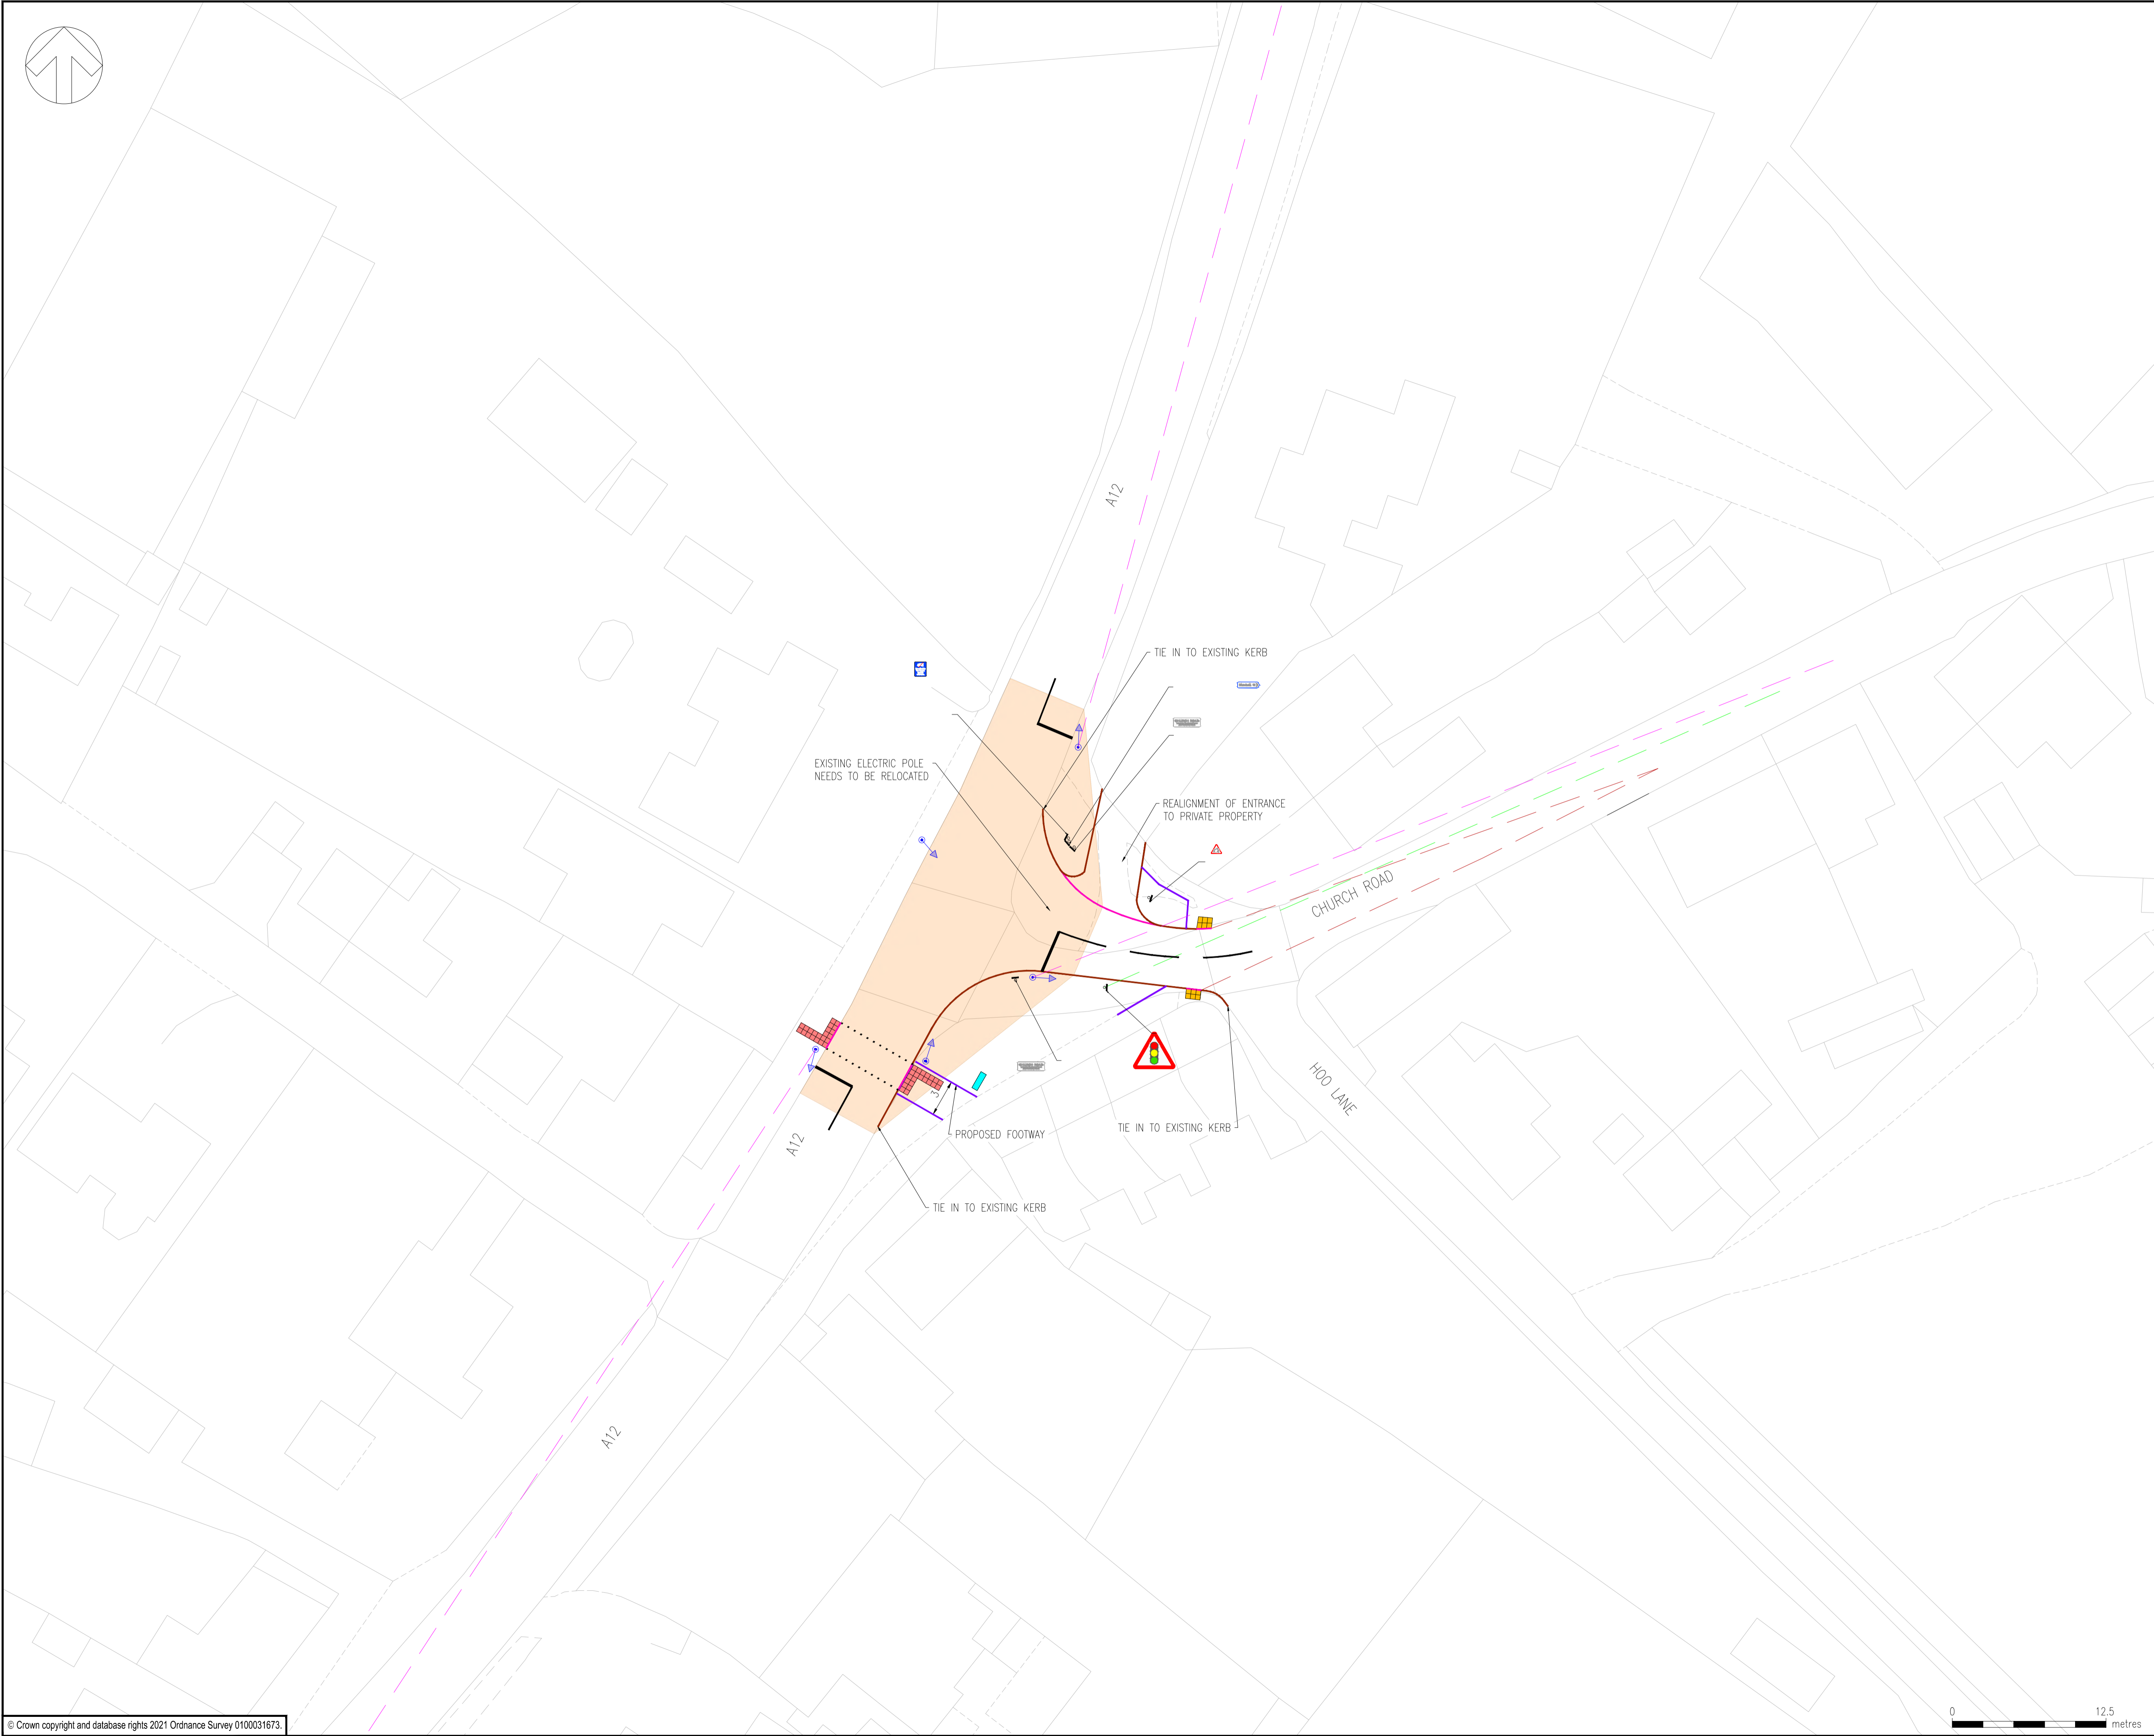 A12
TIE IN TO EXISTING KERB
EXISTING ELECTRIC POLE
NEEDS TO BE RELOCATED
REALIGNMENT OF ENTRANCE
TO PRIVATE PROPERTY
CHURCH ROAD
HOO LANE
3
PROPOSED FOOTWAY
TIE IN TO EXISTING KERB
A12
TIE IN TO EXISTING KERB
A12
0 12.5
metres
© Crown copyright and database rights 2021 Ordnance Survey 0100031673.